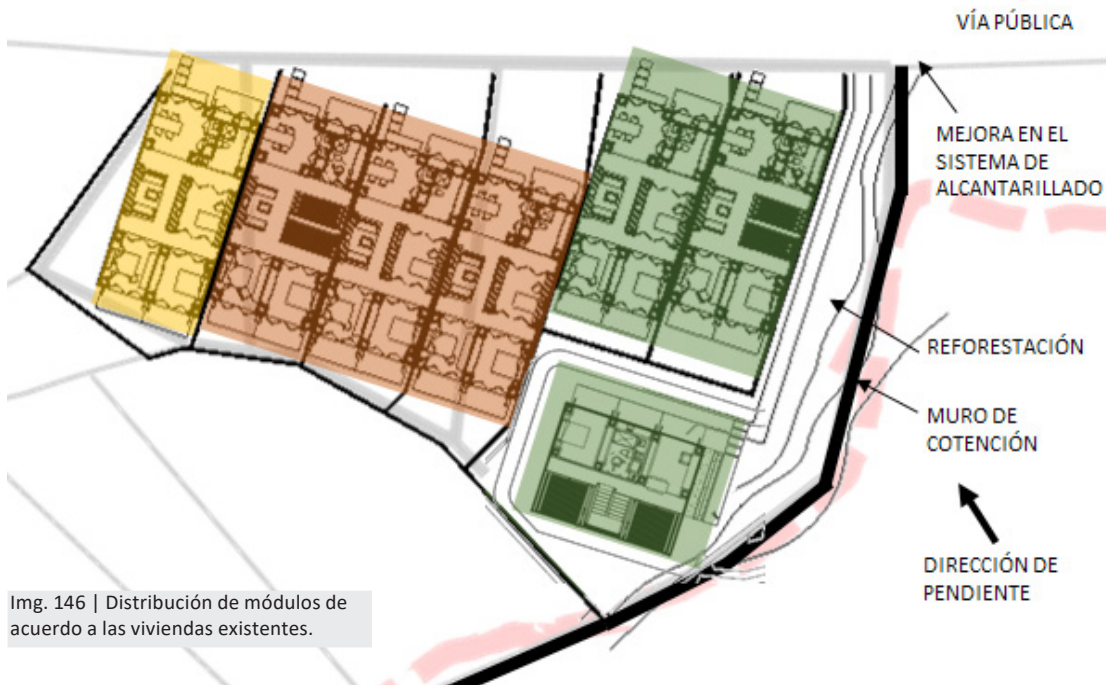 VÍA PÚBLICA
MEJORA EN EL
SISTEMA DE
ALCANTARILLADO
REFORESTACIÓN
MURO DE
COTENCIÓN
DIRECCIÓN DE
PENDIENTE
Img. 146 | Distribución de módulos de
acuerdo a las viviendas existentes.